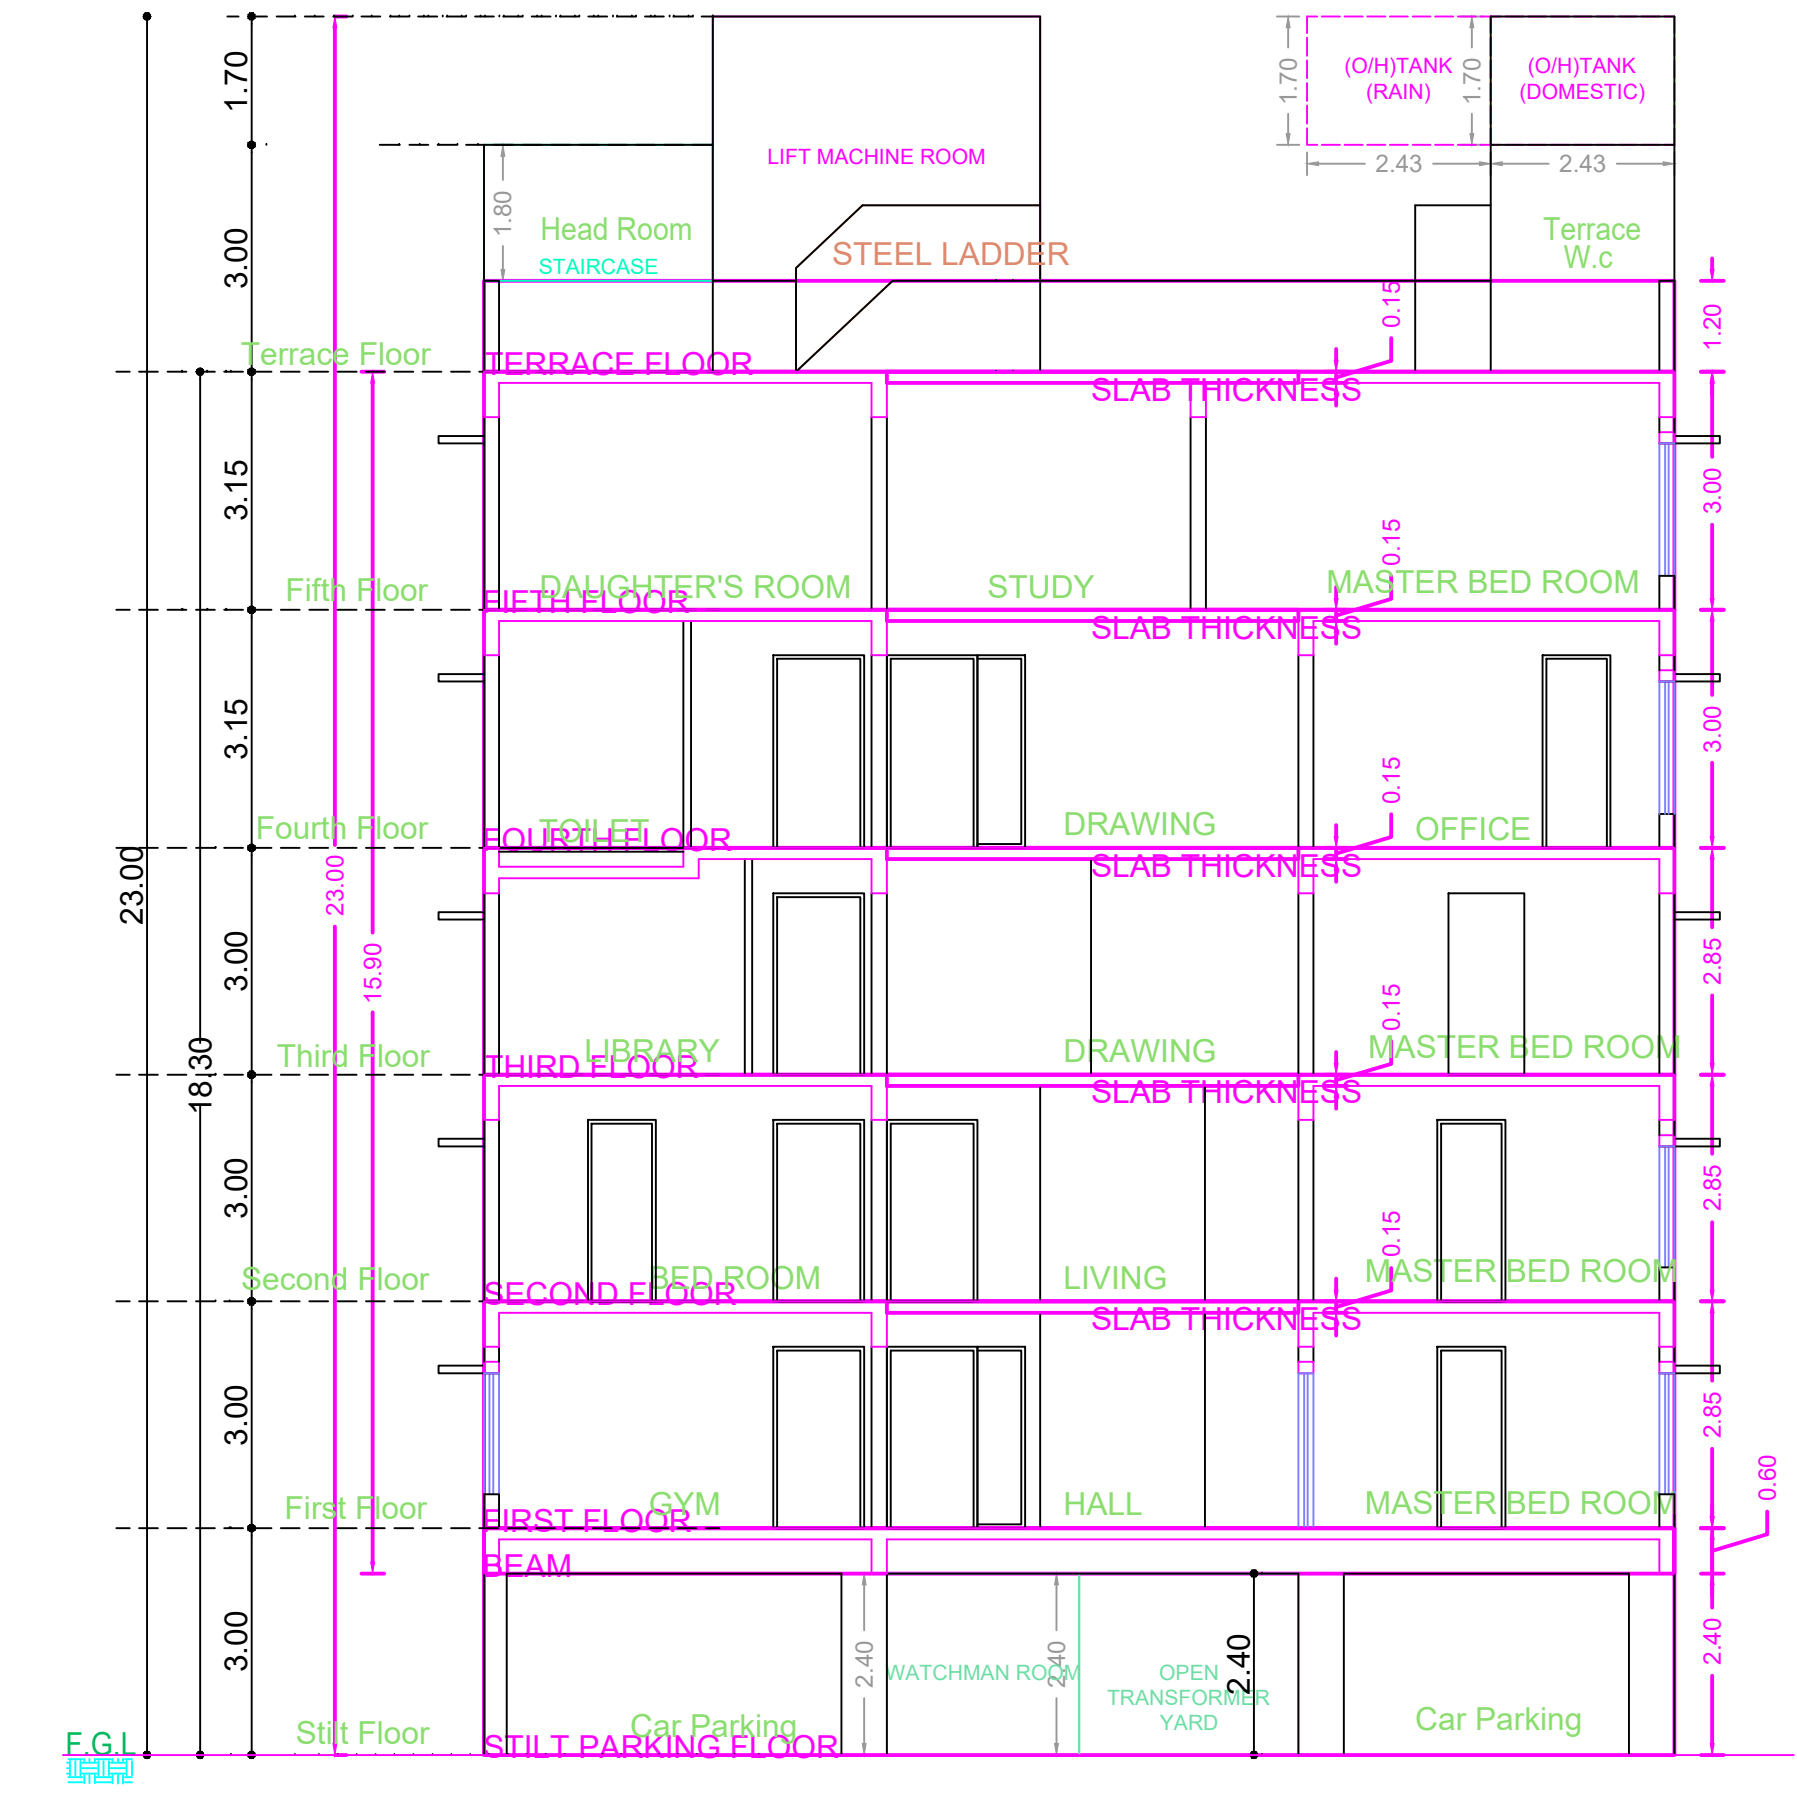 1.70
3.00
3.15
3.15
3.00
3.00
3.00
3.00
23.00
18.30
23.00
15.90
(O/H)TANK
(RAIN)
(O/H)TANK
(DOMESTIC)
1.70
1.70
2.43
2.43
LIFT MACHINE ROOM
1.80
Head Room
STAIRCASE
STEEL LADDER
Terrace
W.c
1.20
0.15
Terrace Floor
TERRACE FLOOR
SLAB THICKNESS
3.00
0.15
Fifth Floor
DAUGHTER'S ROOM
STUDY
MASTER BED ROOM
FIFTH FLOOR
SLAB THICKNESS
3.00
0.15
Fourth Floor
TOILET
DRAWING
OFFICE
FOURTH FLOOR
SLAB THICKNESS
2.85
0.15
Third Floor
LIBRARY
DRAWING
MASTER BED ROOM
THIRD FLOOR
SLAB THICKNESS
2.85
0.15
Second Floor
BED ROOM
LIVING
MASTER BED ROOM
SECOND FLOOR
SLAB THICKNESS
2.85
0.60
First Floor
GYM
HALL
MASTER BED ROOM
FIRST FLOOR
BEAM
2.40
2.40
2.40
2.40
WATCHMAN ROOM
OPEN
TRANSFORMER
YARD
Stilt Floor
Car Parking
Car Parking
STILT PARKING FLOOR
F.G.L